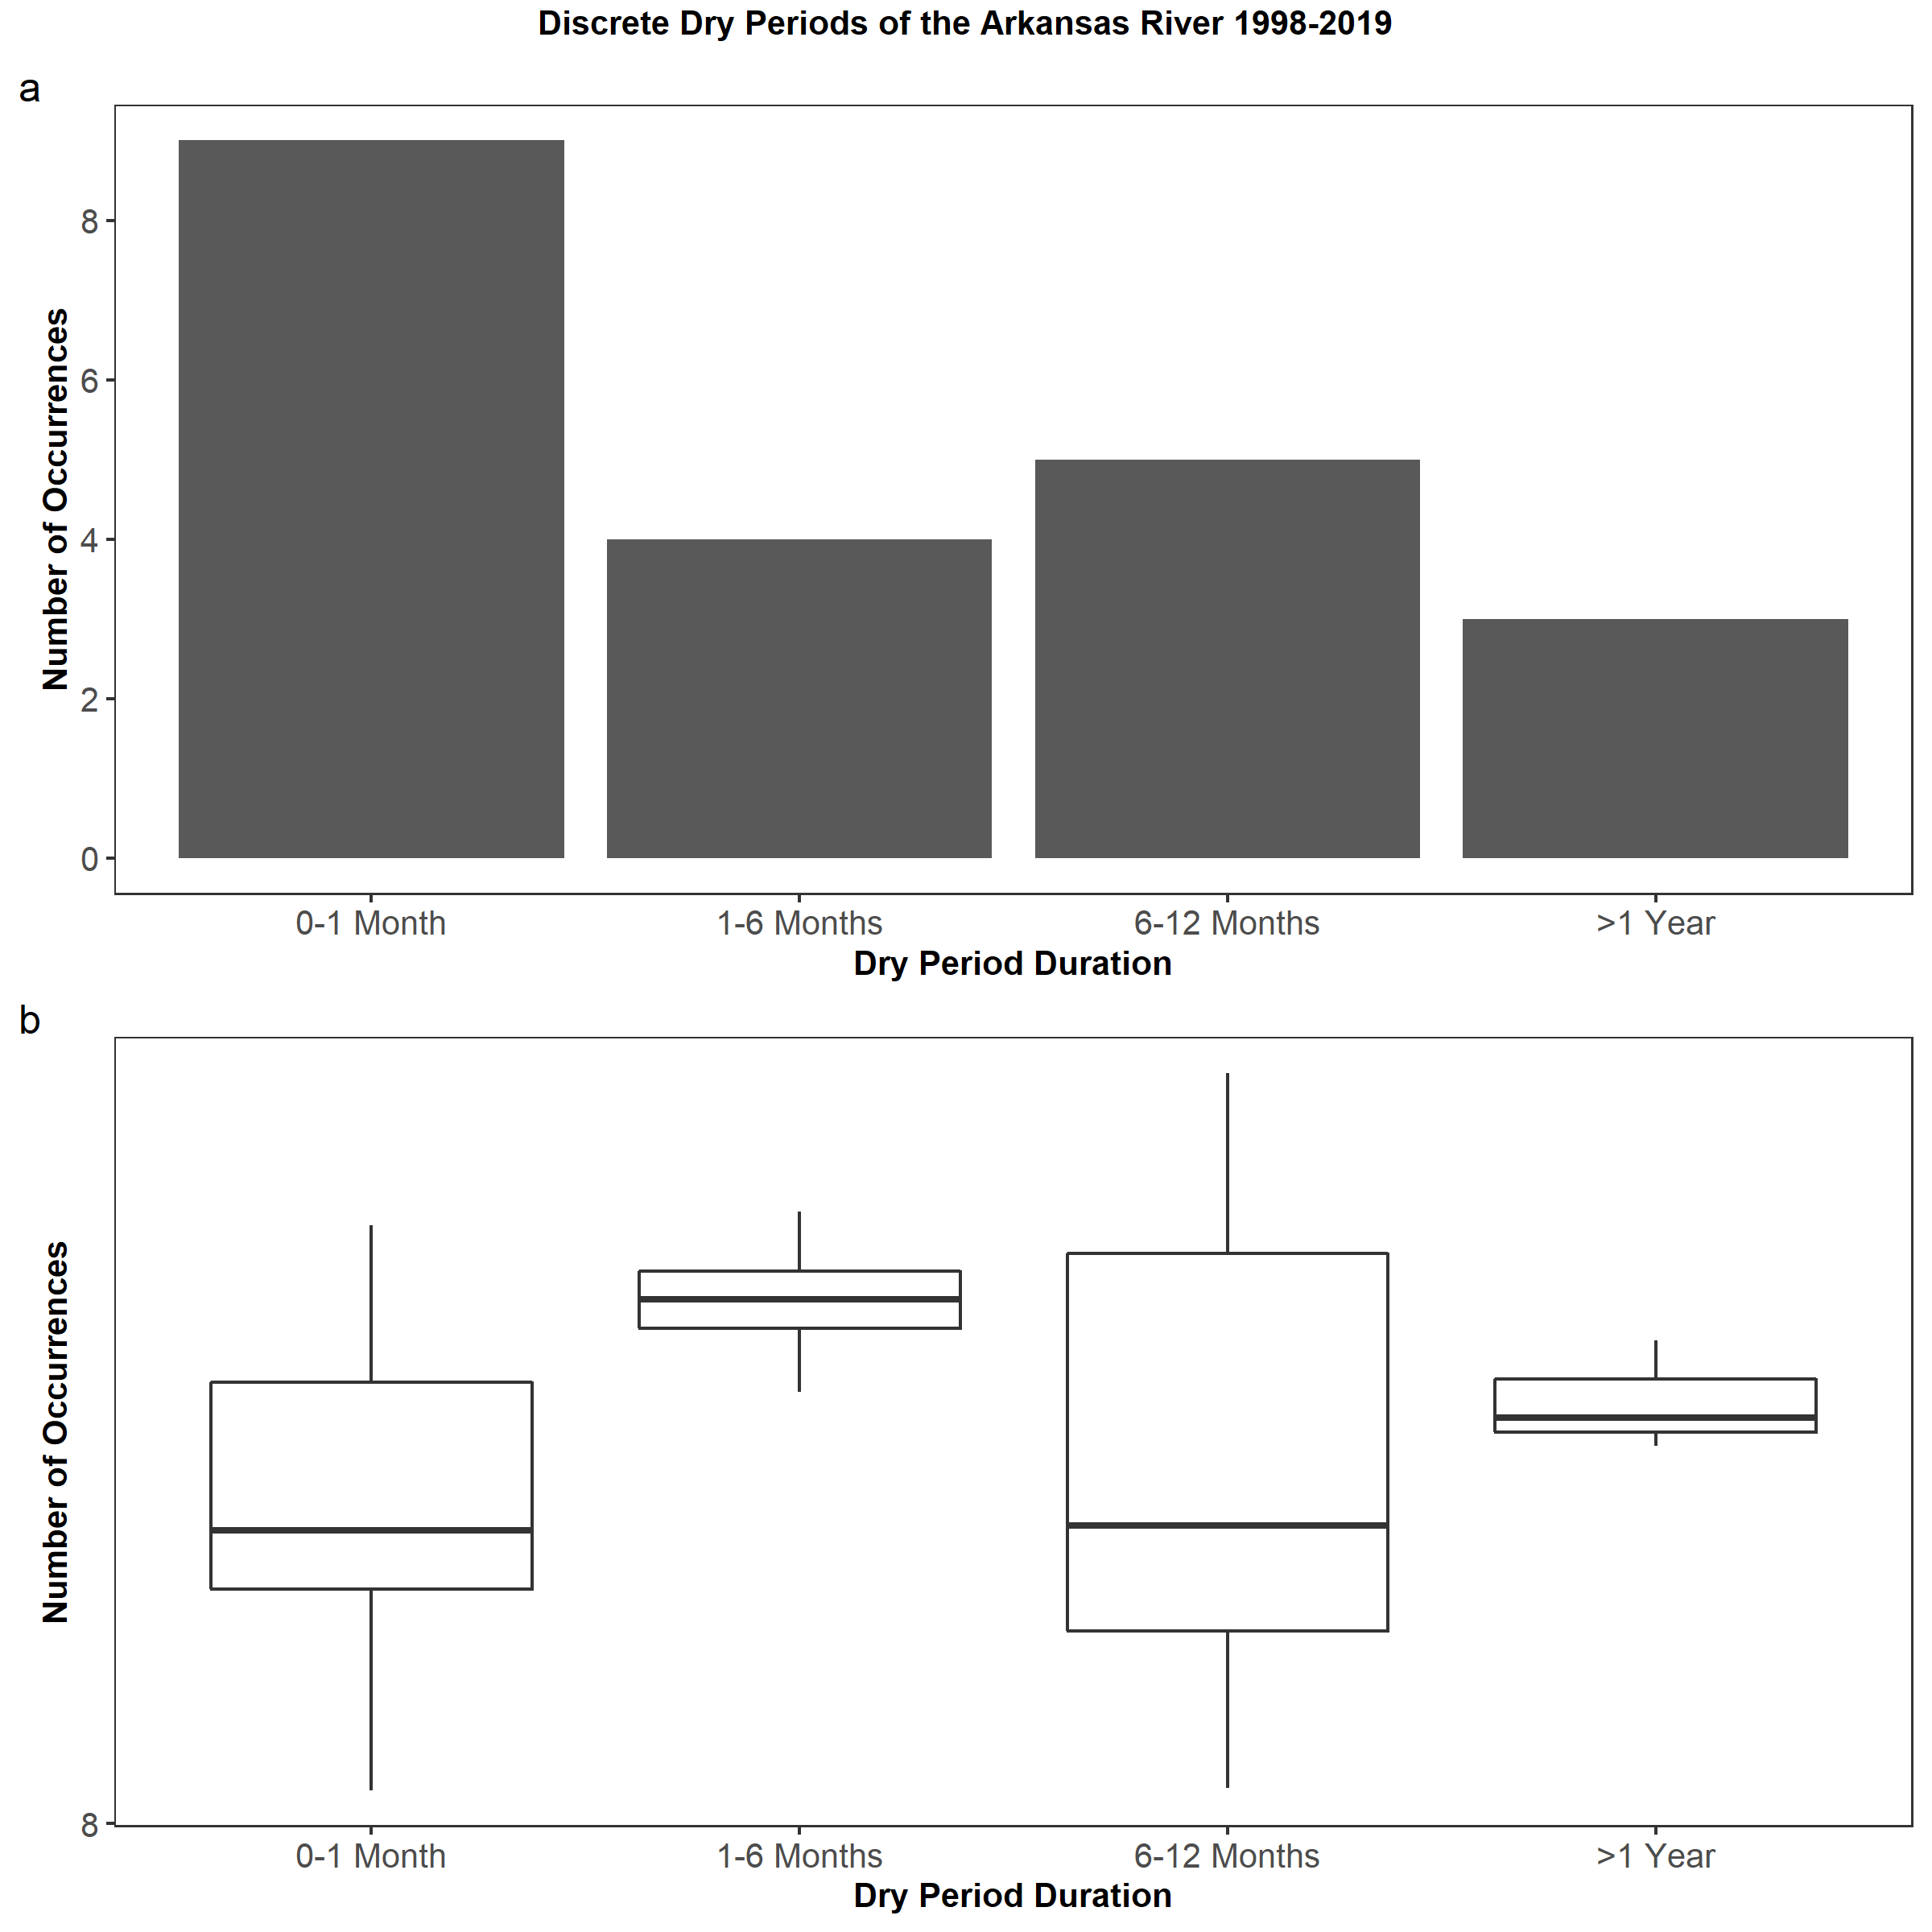 Discrete Dry Periods of the Arkansas River 1998-2019
a
Number of Occurrences
8
6
4
2
0
0-1 Month 1-6 Months 6-12 Months >1 Year
Dry Period Duration
b
Number of Occurrences
8
0-1 Month 1-6 Months 6-12 Months >1 Year
Dry Period Duration